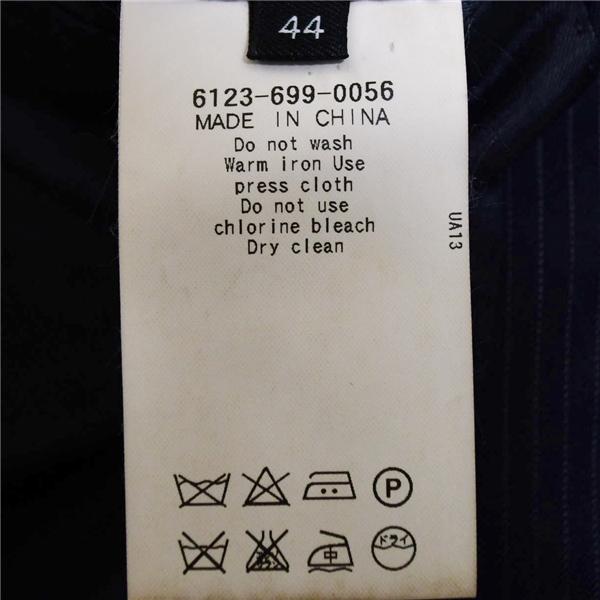 44
6123-699-0056
MADE IN CHINA
Do not wash
Warm iron Use
press cloth
Do not use
chlorine bleach
Dry clean
UA13
P
中
ドライ